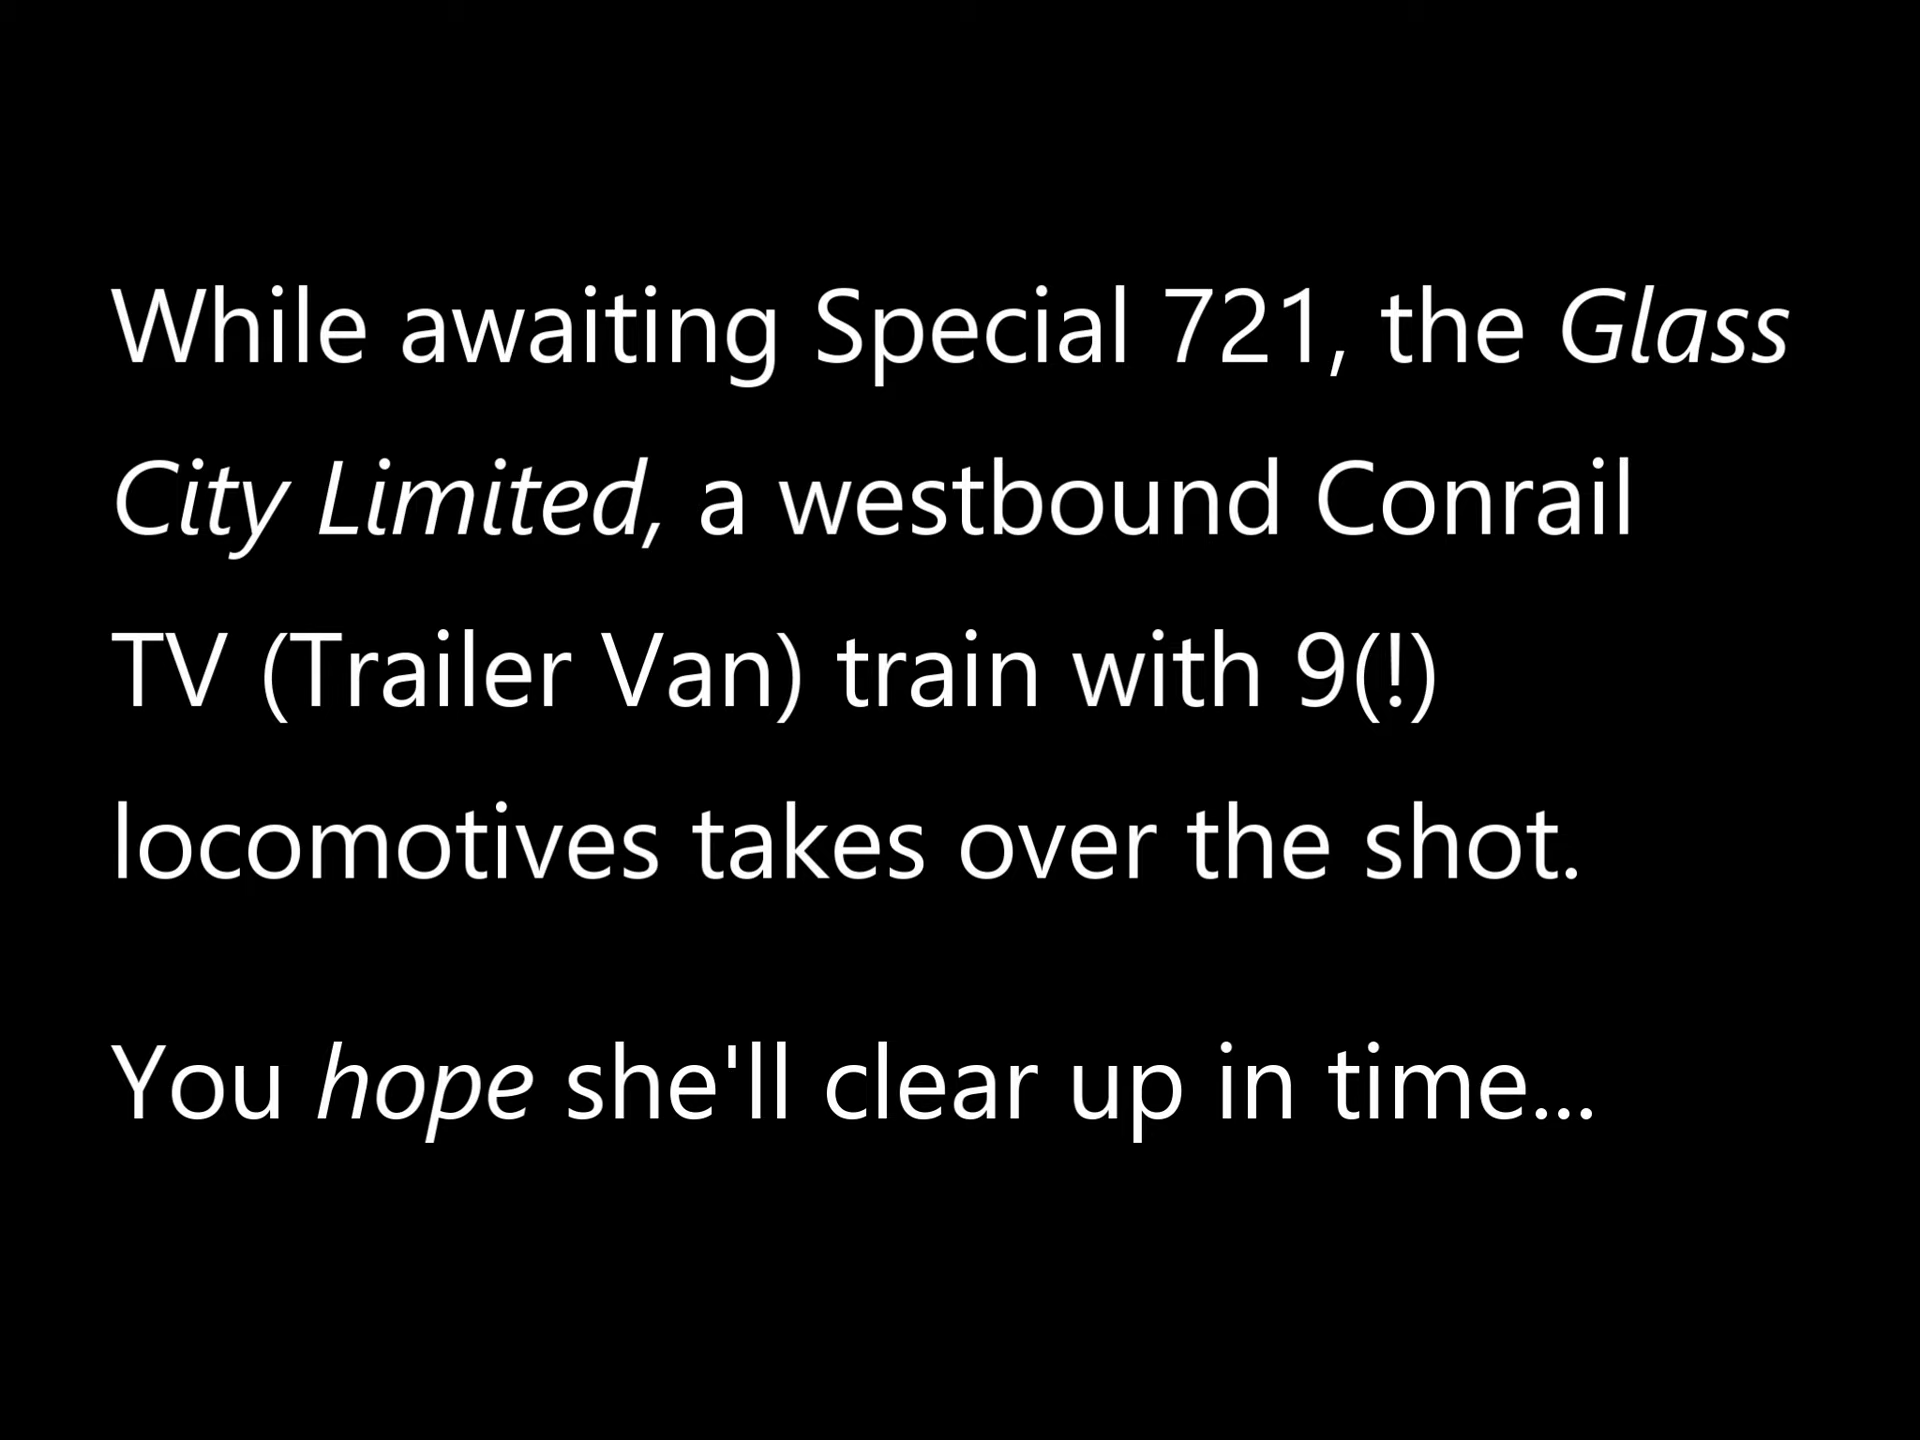 While awaiting Special 721, the Glass
City Limited, a westbound Conrail
TV (Trailer Van) train with 9(!)
locomotives takes over the shot.
You hope she'll clear up in time...